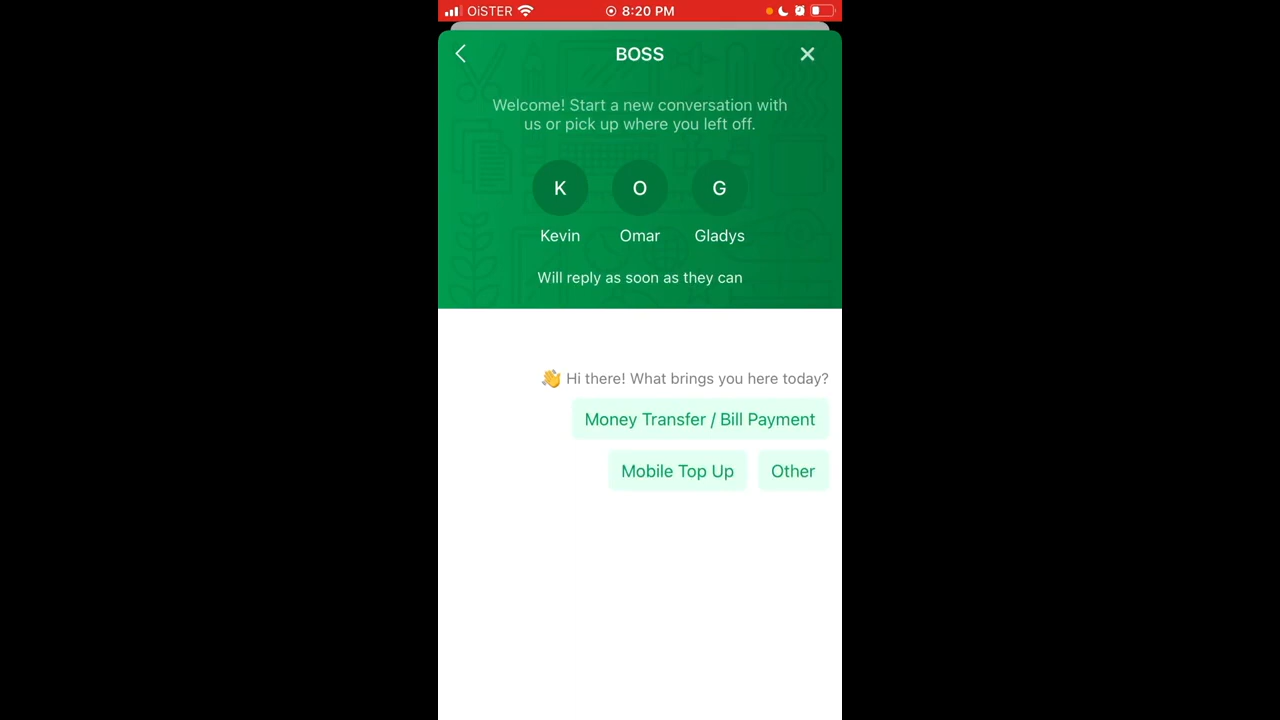 OiSTER 8:20 PM
BOSS
Welcome! Start a new conversation with
us or pick up where you left off.
K O G
Kevin Omar Gladys
Will reply as soon as they can
👋 Hi there! What brings you here today?
Money Transfer / Bill Payment
Mobile Top Up Other